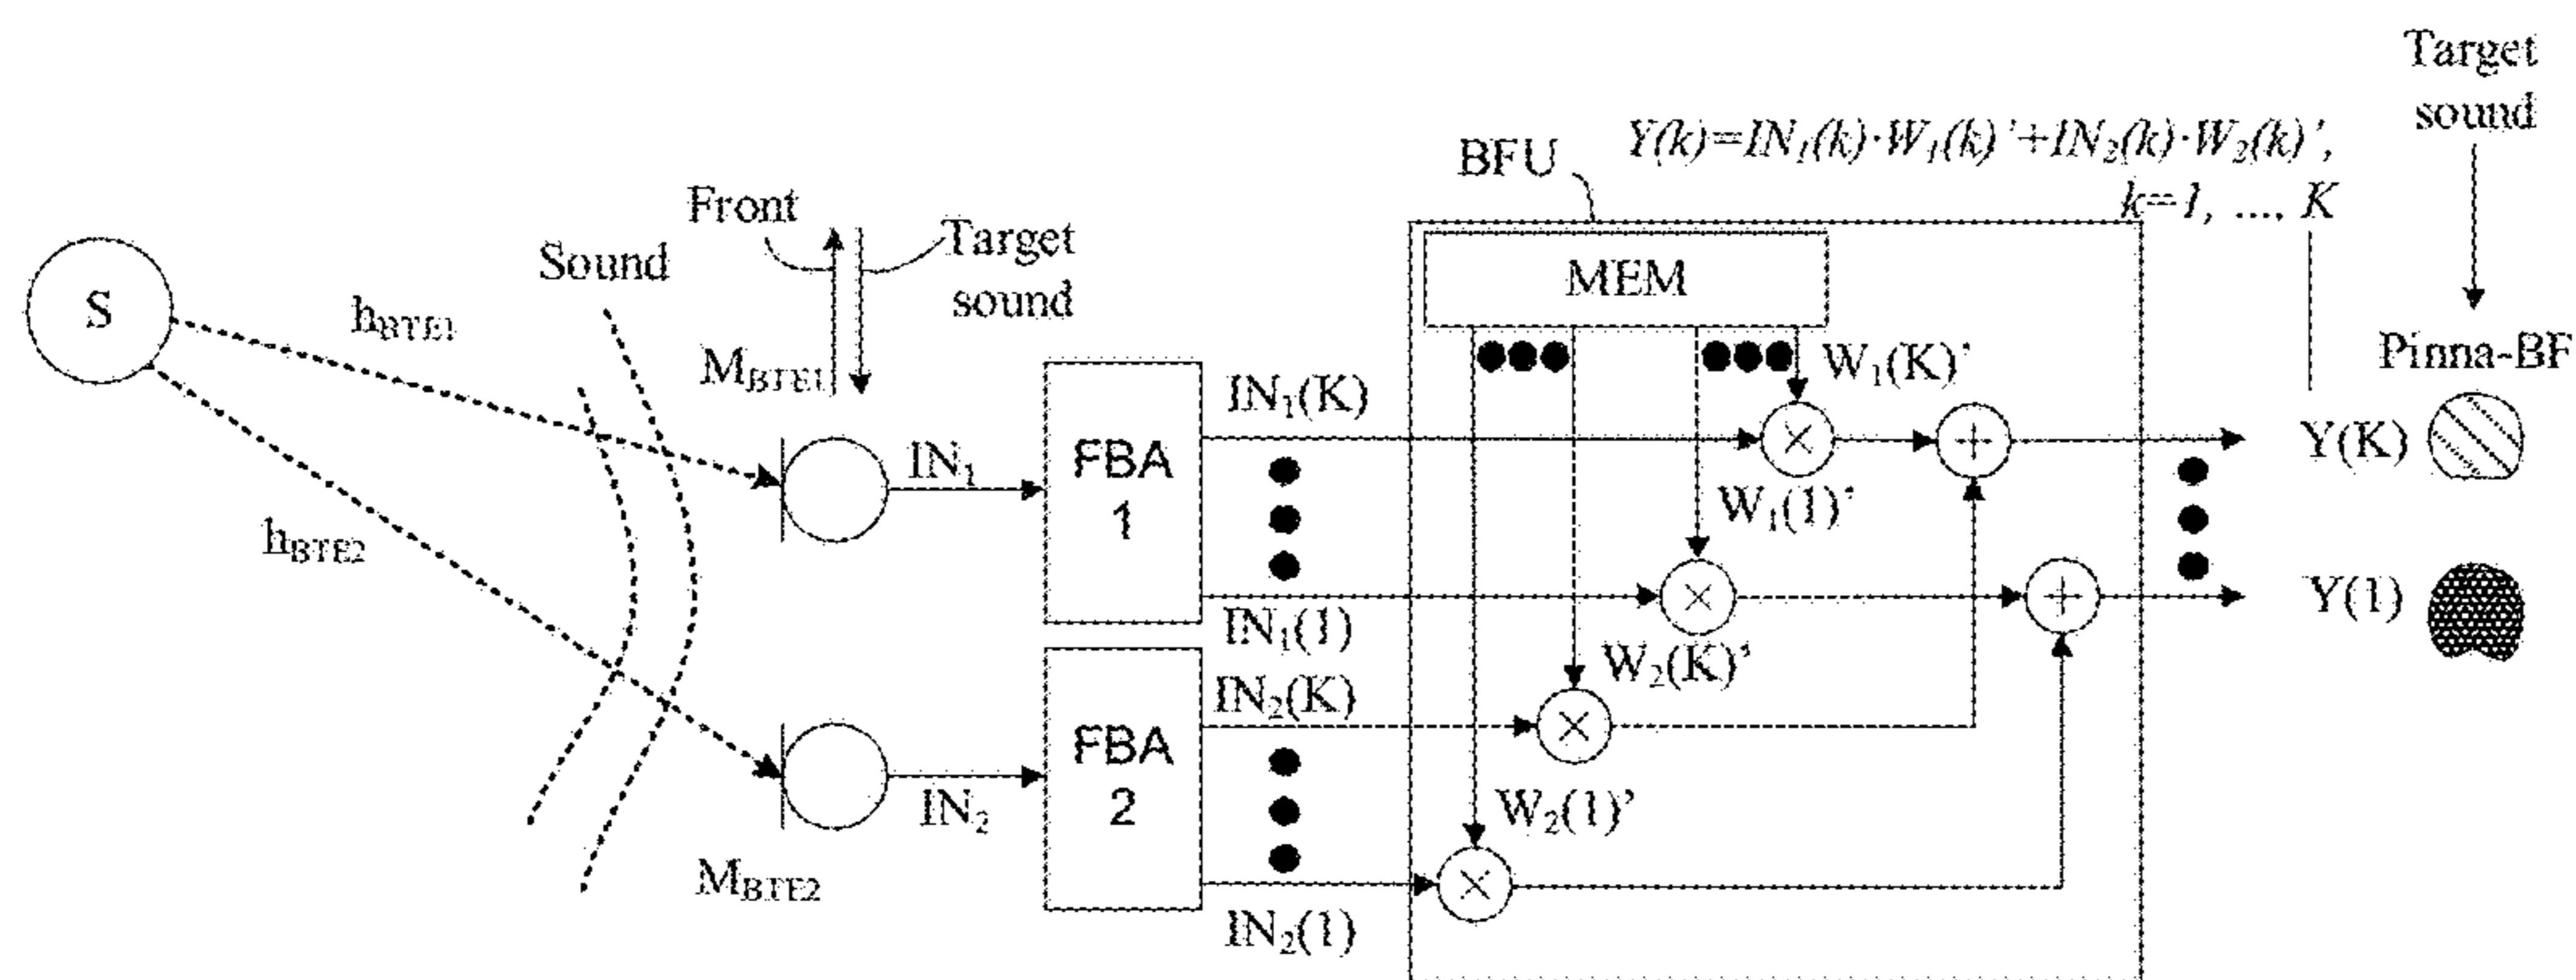 Target
sound
Y(k)=IN₁(k)·W₁(k)'+IN₂(k)·W₂(k)',
k=1, ..., K
BFU
Front
Target
sound
Sound
MEM
S
hBTE1
MBTE1
W₁(K)'
Pinna-BF
IN₁(K)
IN₁
FBA
1
Y(K)
W₁(1)'
hBTE2
IN₁(1)
Y(1)
W₂(K)'
IN₂(K)
FBA
2
IN₂
W₂(1)'
MBTE2
IN₂(1)